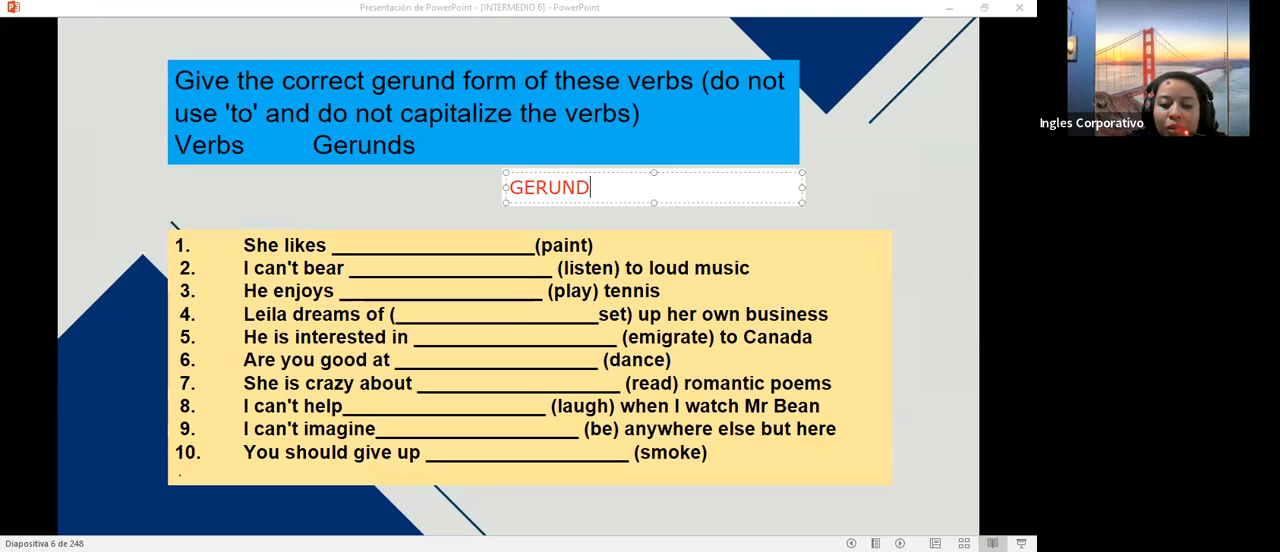 Presentación de PowerPoint - [INTERMEDIO 6] - PowerPoint
Give the correct gerund form of these verbs (do not
use 'to' and do not capitalize the verbs)
Verbs Gerunds
Ingles Corporativo
GERUND
1. She likes ____________________(paint)
2. I can't bear ____________________ (listen) to loud music
3. He enjoys ____________________ (play) tennis
4. Leila dreams of (____________________set) up her own business
5. He is interested in ____________________ (emigrate) to Canada
6. Are you good at ____________________ (dance)
7. She is crazy about ____________________ (read) romantic poems
8. I can't help____________________ (laugh) when I watch Mr Bean
9. I can't imagine____________________ (be) anywhere else but here
10. You should give up ____________________ (smoke)
.
Diapositiva 6 de 248